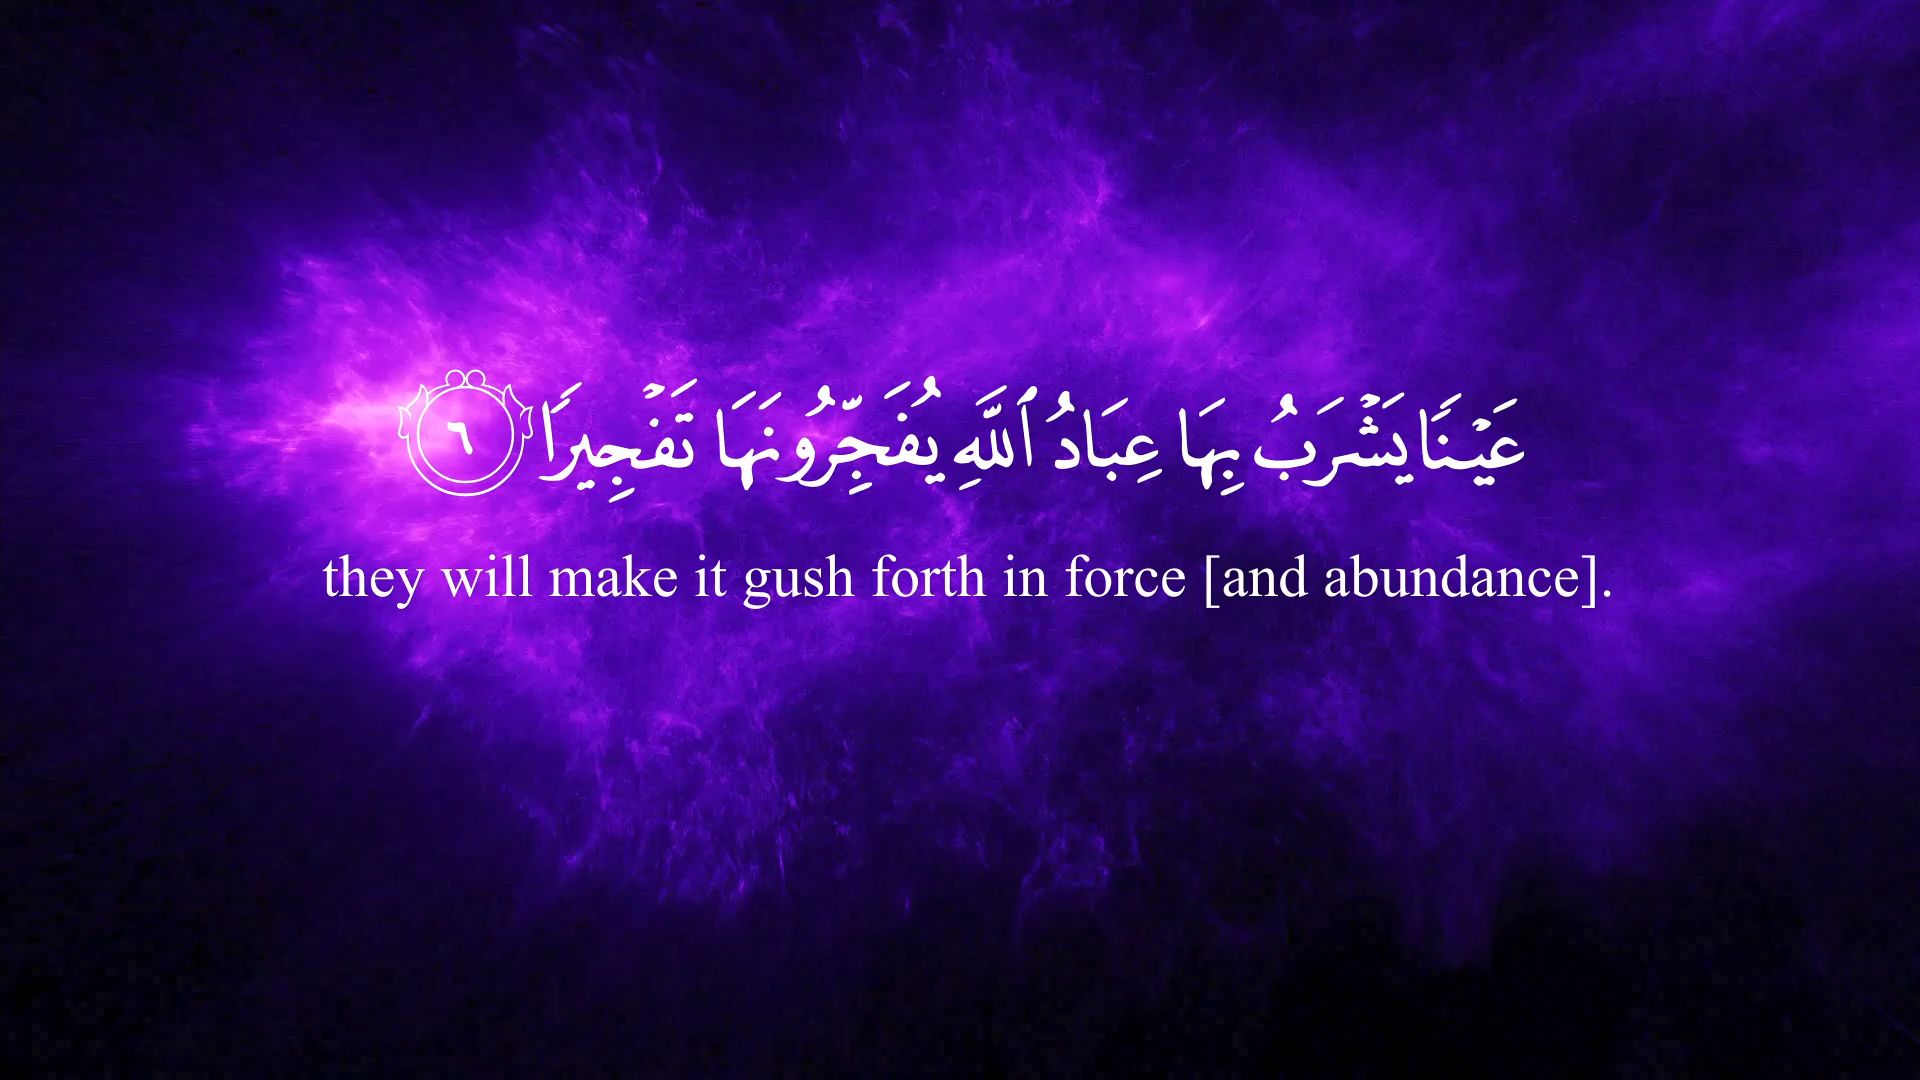 عَيْنًا يَشْرَبُ بِهَا عِبَادُ ٱللَّهِ يُفَجِّرُونَهَا تَفْجِيرًا ٦
they will make it gush forth in force [and abundance].